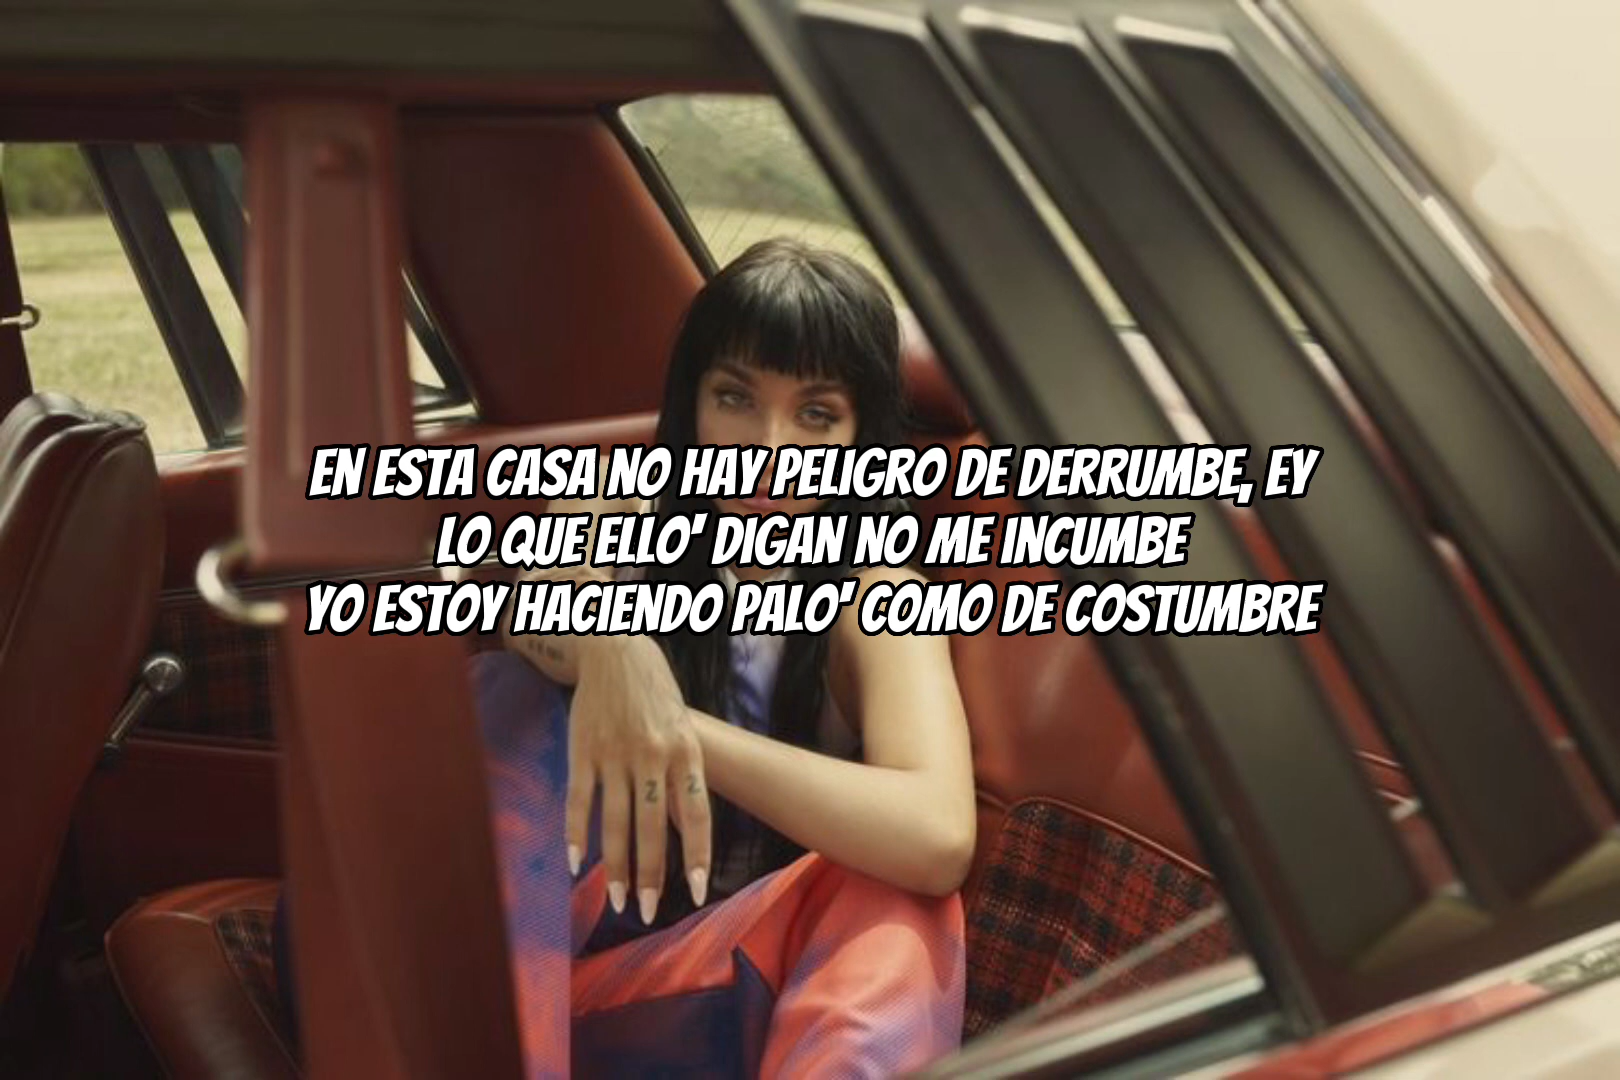 EN ESTA CASA NO HAY PELIGRO DE DERRUMBE, EY
LO QUE ELLO' DIGAN NO ME INCUMBE
YO ESTOY HACIENDO PALO' COMO DE COSTUMBRE
Z Z